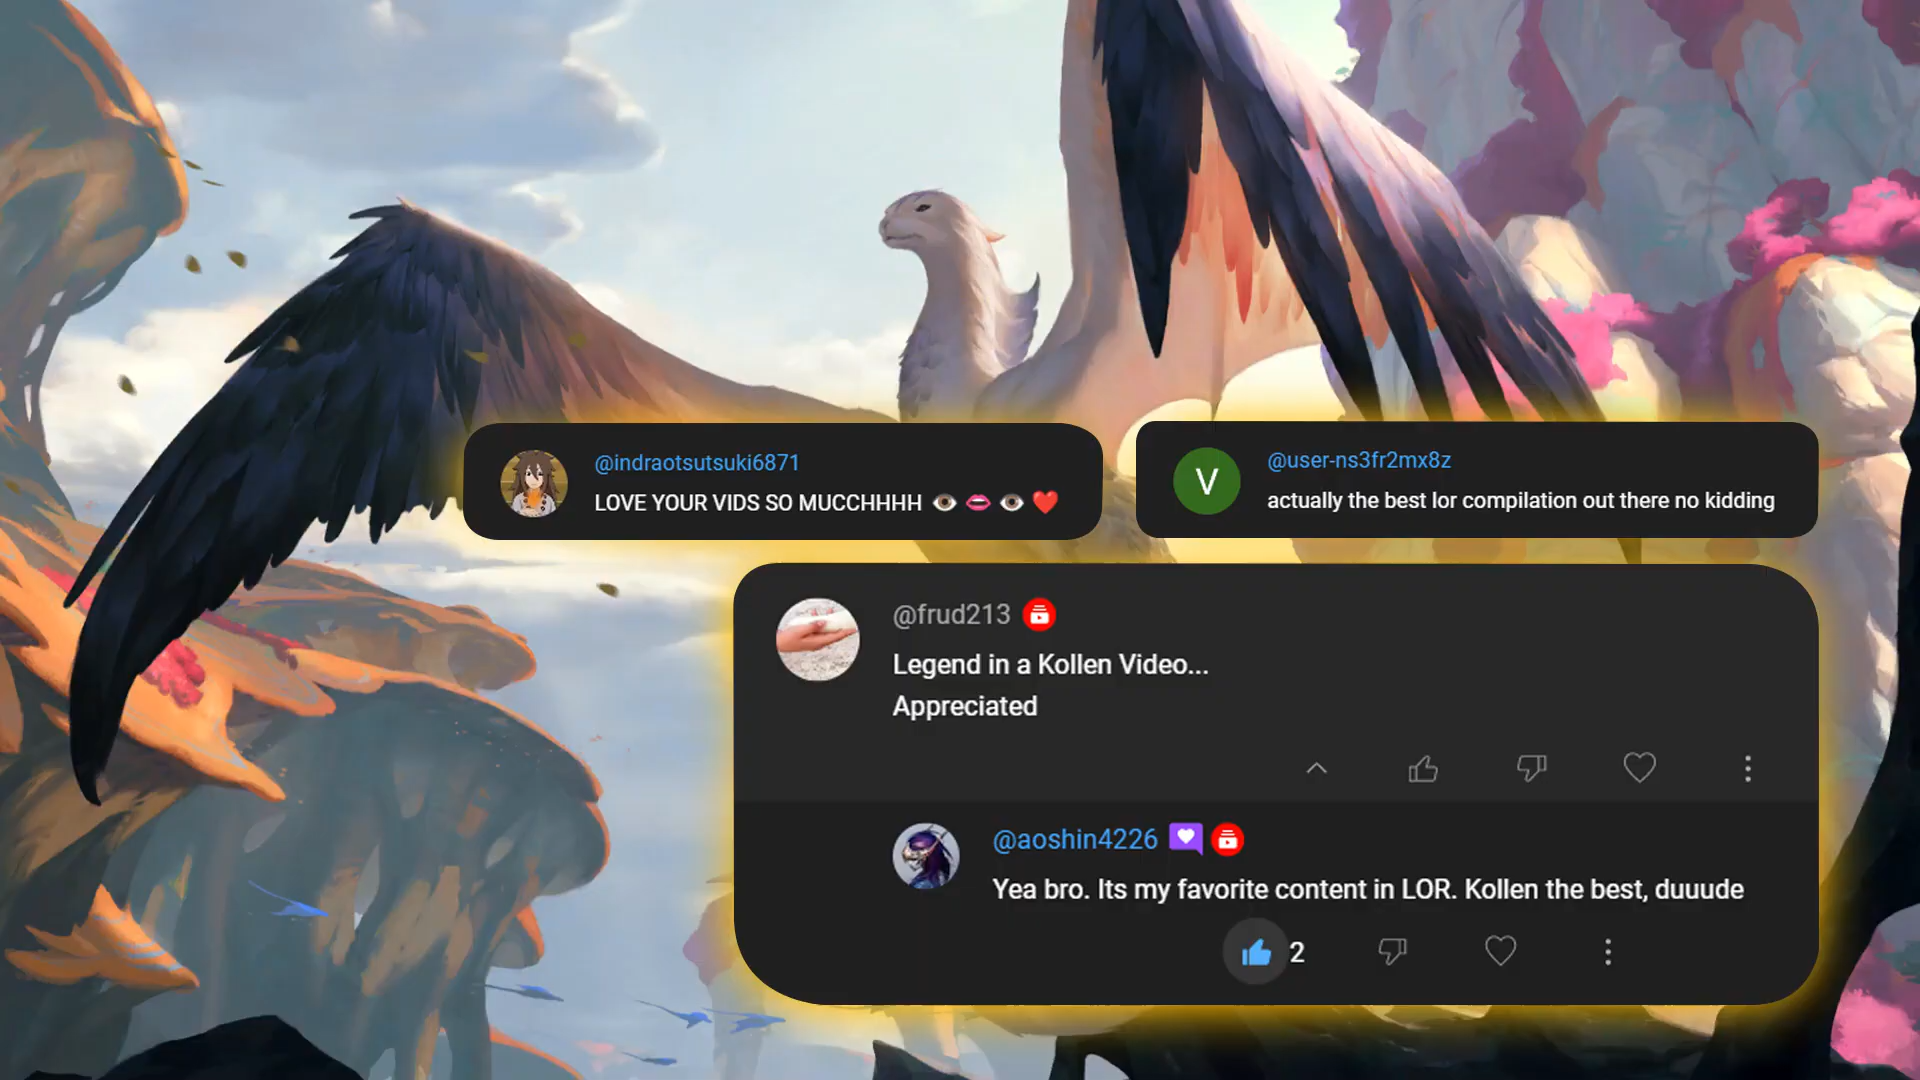 @indraotsutsuki6871
LOVE YOUR VIDS SO MUCCHHHH 👁️ 👄 👁️ ❤️
@user-ns3fr2mx8z
V
actually the best lor compilation out there no kidding
@frud213
Legend in a Kollen Video...
Appreciated
@aoshin4226
Yea bro. Its my favorite content in LOR. Kollen the best, duuude
2